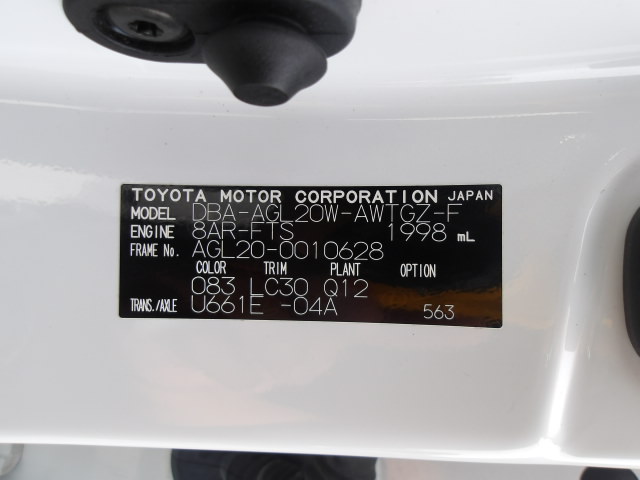 TOYOTA MOTOR CORPORATION JAPAN
MODEL DBA-AGL20W-AWTGZ-F
ENGINE 8AR-FTS 1998 mL
FRAME No. AGL20-0010628
COLOR TRIM PLANT OPTION
083 LC30 Q12
TRANS./AXLE U661E -04A 563